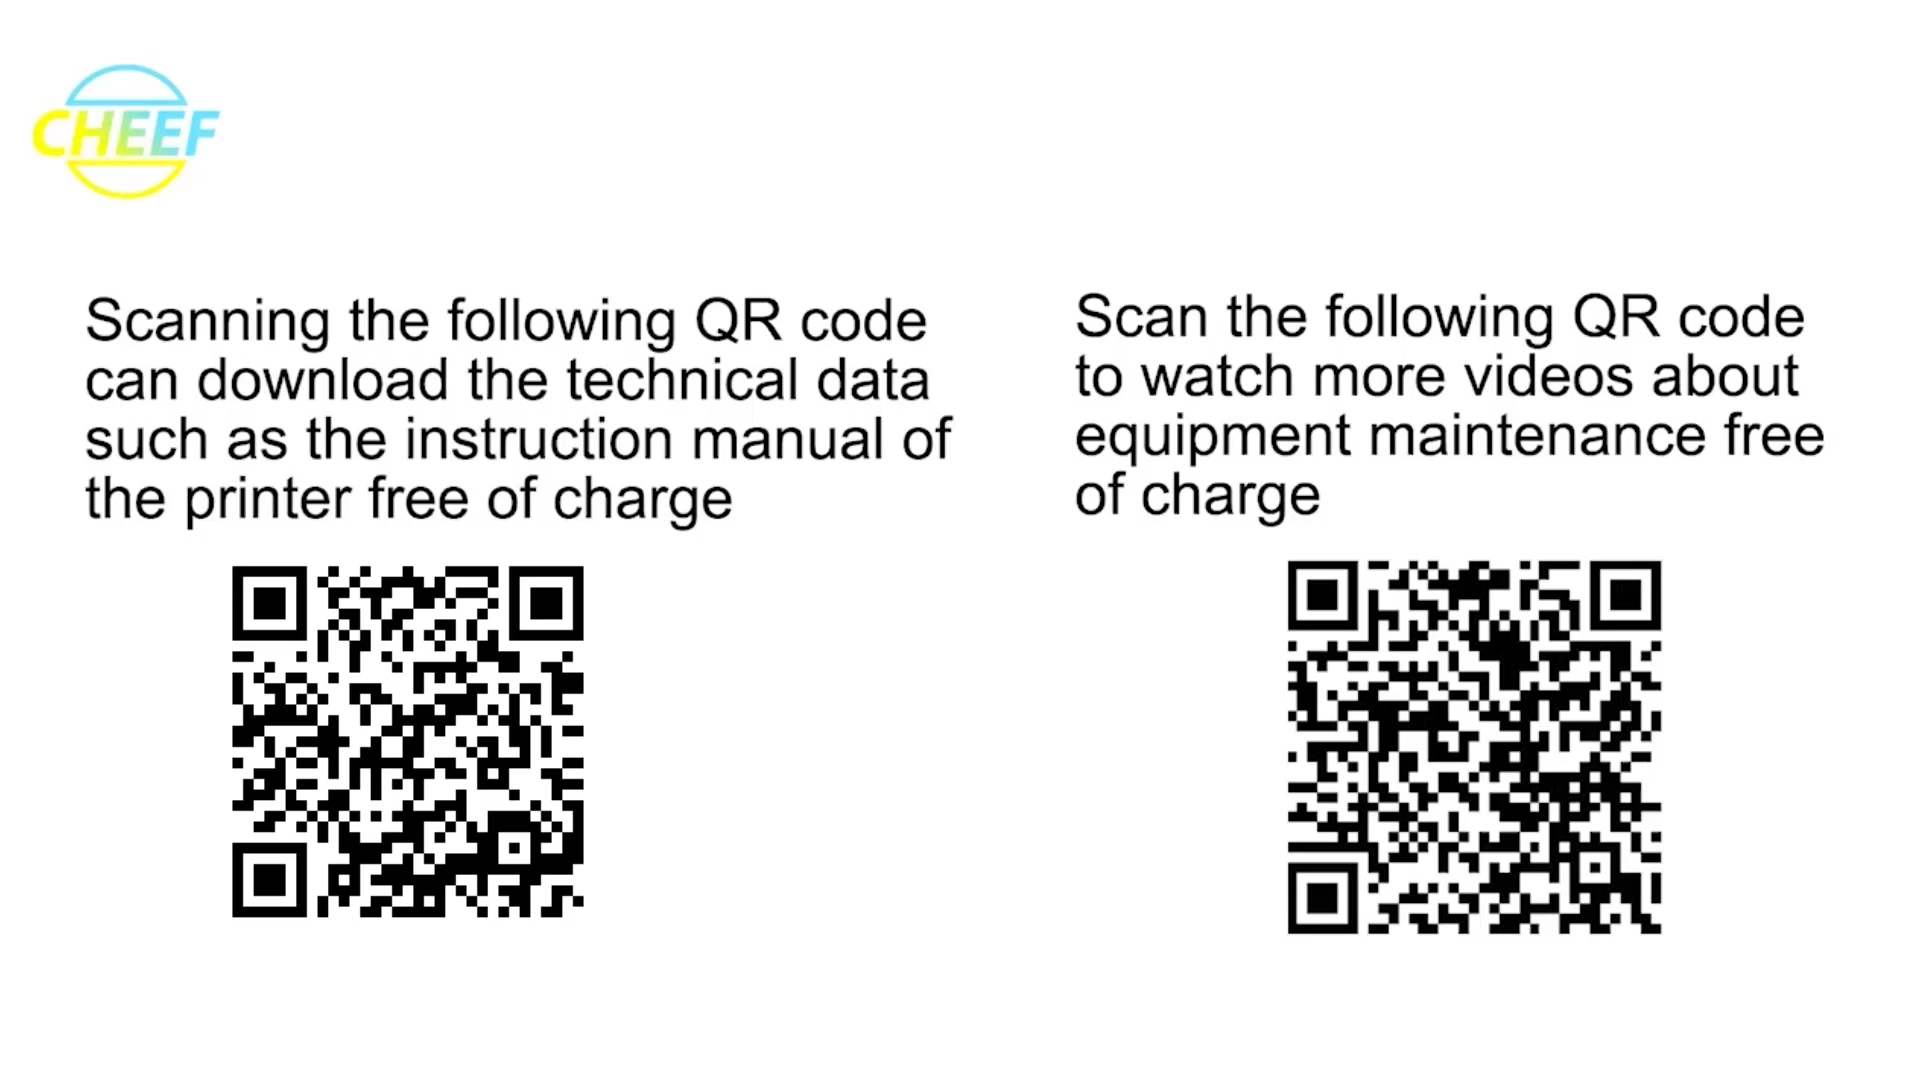 CHEEF
Scanning the following QR code
can download the technical data
such as the instruction manual of
the printer free of charge
Scan the following QR code
to watch more videos about
equipment maintenance free
of charge